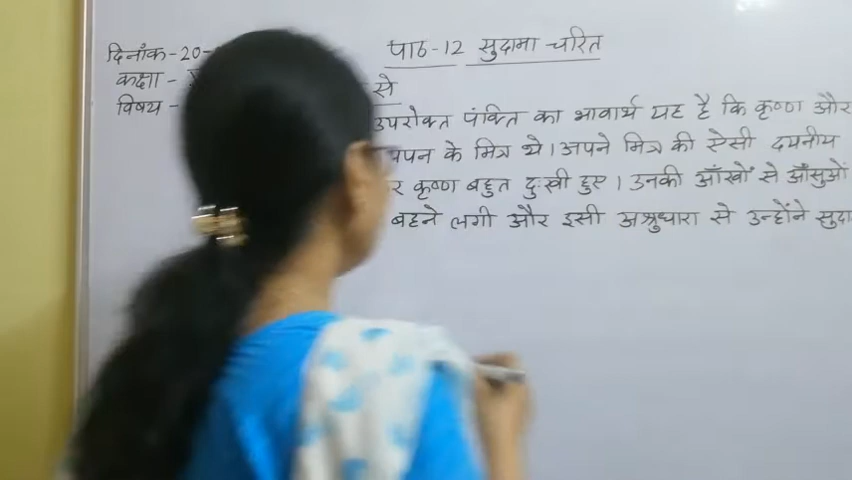 दिनांक-20- पाठ-12 सुदामा चरित
कक्षा - से
विषय - उपरोक्त पंक्ति का भावार्थ यह है कि कृष्ण और
के मित्र थे। अपने मित्र की ऐसी दयनीय
कृष्ण बहुत दुःखी हुए। उनकी आँखों से आँसुओं
बहने लगी और इसी अश्रुधारा से उन्होंने